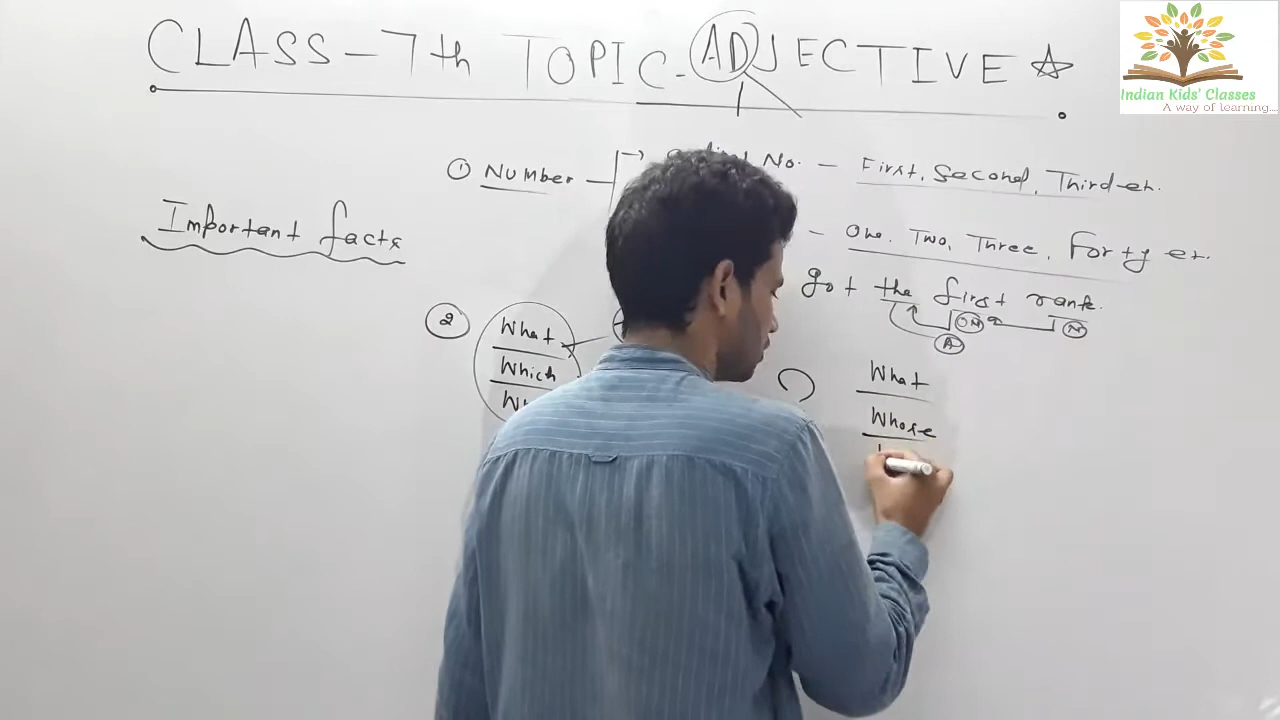 CLASS - 7th TOPIC - ADJECTIVE
Indian Kids' Classes
A way of learning....
① NUMBER → No. - First, Second, Third etc.
Important facts
- One, Two, Three, Forty etc.
got the first rank.
ON N
A
② What
Which
What
Whose